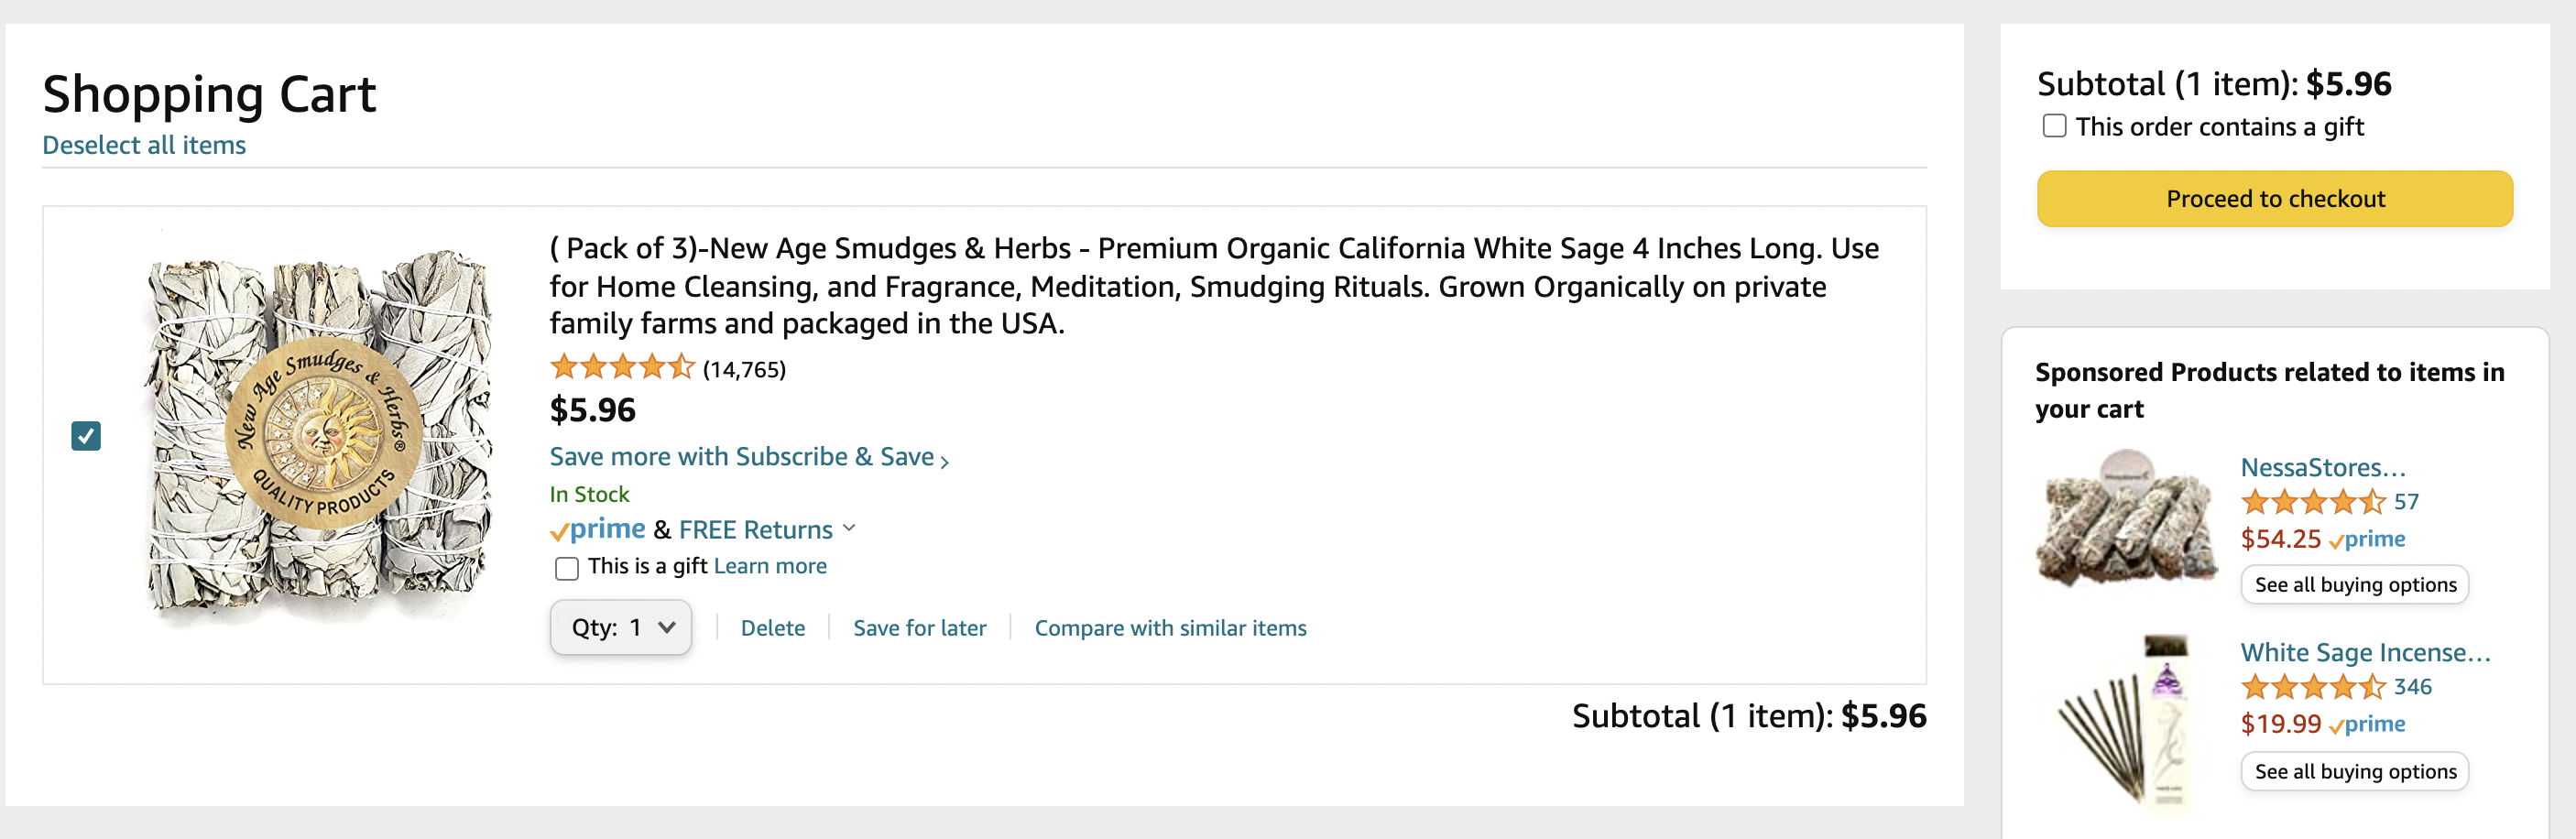 Shopping Cart
Deselect all items
( Pack of 3)-New Age Smudges & Herbs - Premium Organic California White Sage 4 Inches Long. Use
for Home Cleansing, and Fragrance, Meditation, Smudging Rituals. Grown Organically on private
family farms and packaged in the USA.
(14,765)
$5.96
Save more with Subscribe & Save ›
In Stock
prime & FREE Returns
This is a gift Learn more
Qty: 1
Delete
Save for later
Compare with similar items
Subtotal (1 item): $5.96
New Age Smudges & Herbs®
QUALITY PRODUCTS
Subtotal (1 item): $5.96
This order contains a gift
Proceed to checkout
Sponsored Products related to items in
your cart
NessaStores...
57
$54.25 prime
See all buying options
White Sage Incense...
346
$19.99 prime
See all buying options